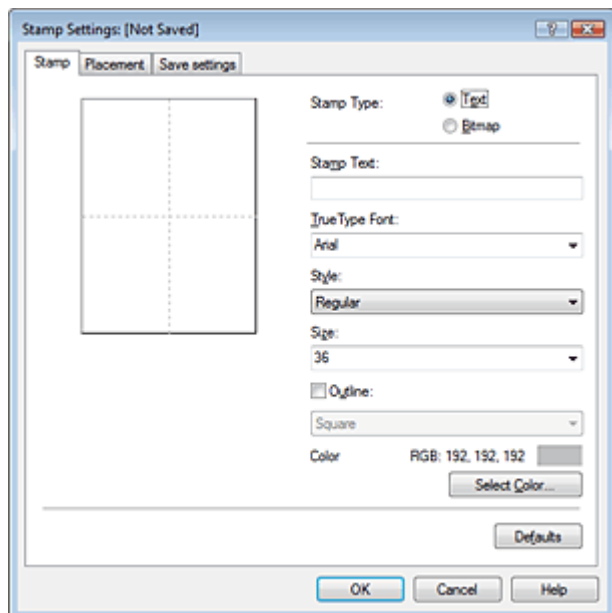 Stamp Settings: [Not Saved]
Stamp Placement Save settings
Stamp Type: Text
Bitmap
Stamp Text:
TrueType Font:
Arial
Style:
Regular
Size:
36
Outline:
Square
Color RGB: 192, 192, 192
Select Color...
Defaults
OK Cancel Help